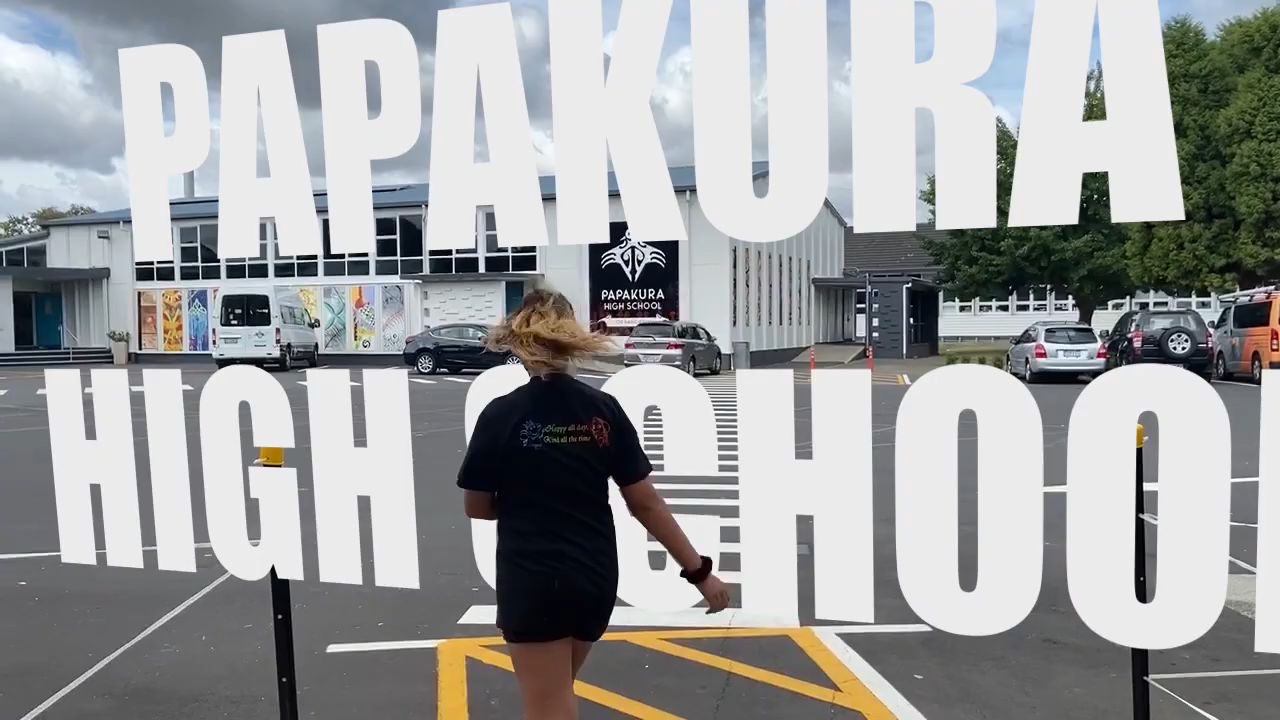 PAPAKURA
HIGH SCHOOL
PAPAKURA
HIGH SCHOOL
Happy all day,
Kind all the time